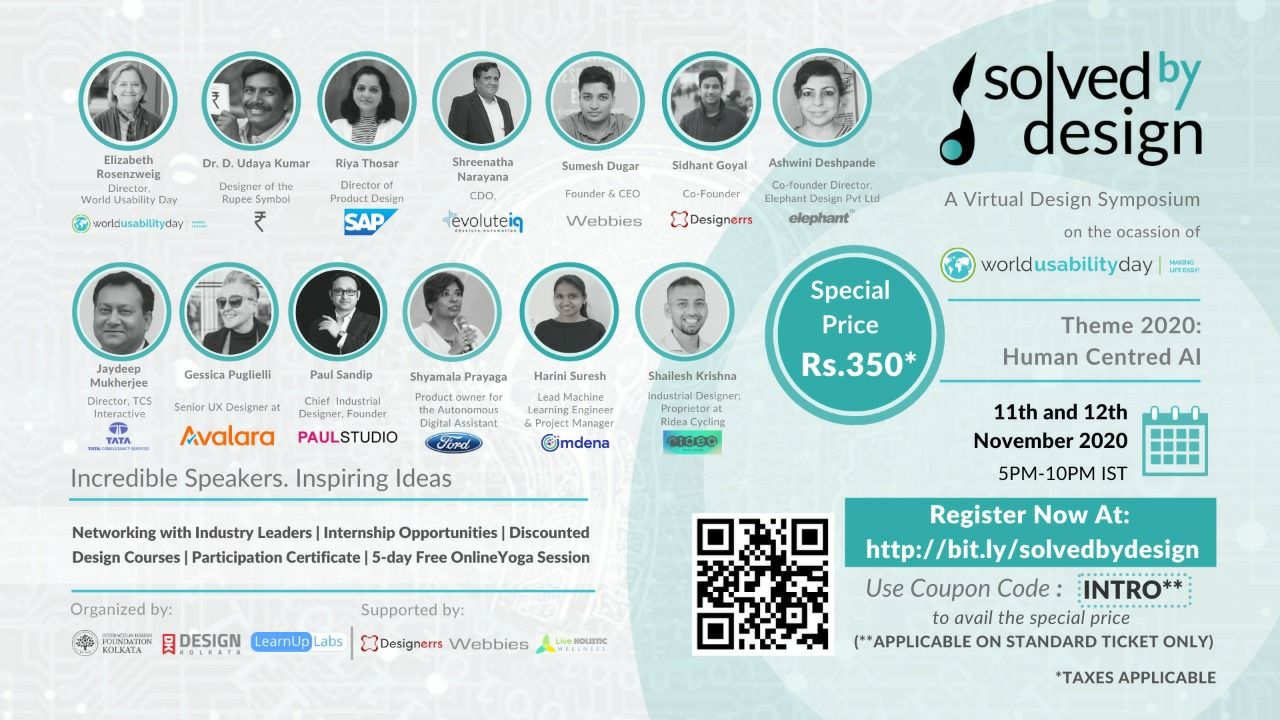 Elizabeth
Rosenzweig
Director,
World Usability Day
worldusabilityday
Dr. D. Udaya Kumar
Designer of the
Rupee Symbol
₹
Riya Thosar
Director of
Product Design
SAP
Shreenatha
Narayana
CDO,
evoluteiq
Absolute.Automation
Sumesh Dugar
Founder & CEO
Webbies
Sidhant Goyal
Co-Founder
Designerrs
Ashwini Deshpande
Co-founder Director,
Elephant Design Pvt Ltd
elephant™
Jaydeep
Mukherjee
Director, TCS
Interactive
TATA
TATA CONSULTANCY SERVICES
Gessica Puglielli
Senior UX Designer at
Avalara
Paul Sandip
Chief Industrial
Designer, Founder
PAULSTUDIO
Shyamala Prayaga
Product owner for
the Autonomous
Digital Assistant
Ford
Harini Suresh
Lead Machine
Learning Engineer
& Project Manager
Omdena
Shailesh Krishna
Industrial Designer;
Proprietor at
Ridea Cycling
ridea
Incredible Speakers. Inspiring Ideas
Networking with Industry Leaders | Internship Opportunities | Discounted
Design Courses | Participation Certificate | 5-day Free OnlineYoga Session
Organized by:
INTERACTION DESIGN
FOUNDATION
KOLKATA
DESIGN
KOLKATA
LearnUp Labs
Supported by:
Designerrs
Webbies
Live HOLISTIC
WELLNESS
solved by
design
A Virtual Design Symposium
on the ocassion of
worldusabilityday
MAKING
LIFE EASY!
Special
Price
Rs.350*
Theme 2020:
Human Centred AI
11th and 12th
November 2020
5PM-10PM IST
Register Now At:
http://bit.ly/solvedbydesign
Use Coupon Code : INTRO**
to avail the special price
(**APPLICABLE ON STANDARD TICKET ONLY)
*TAXES APPLICABLE